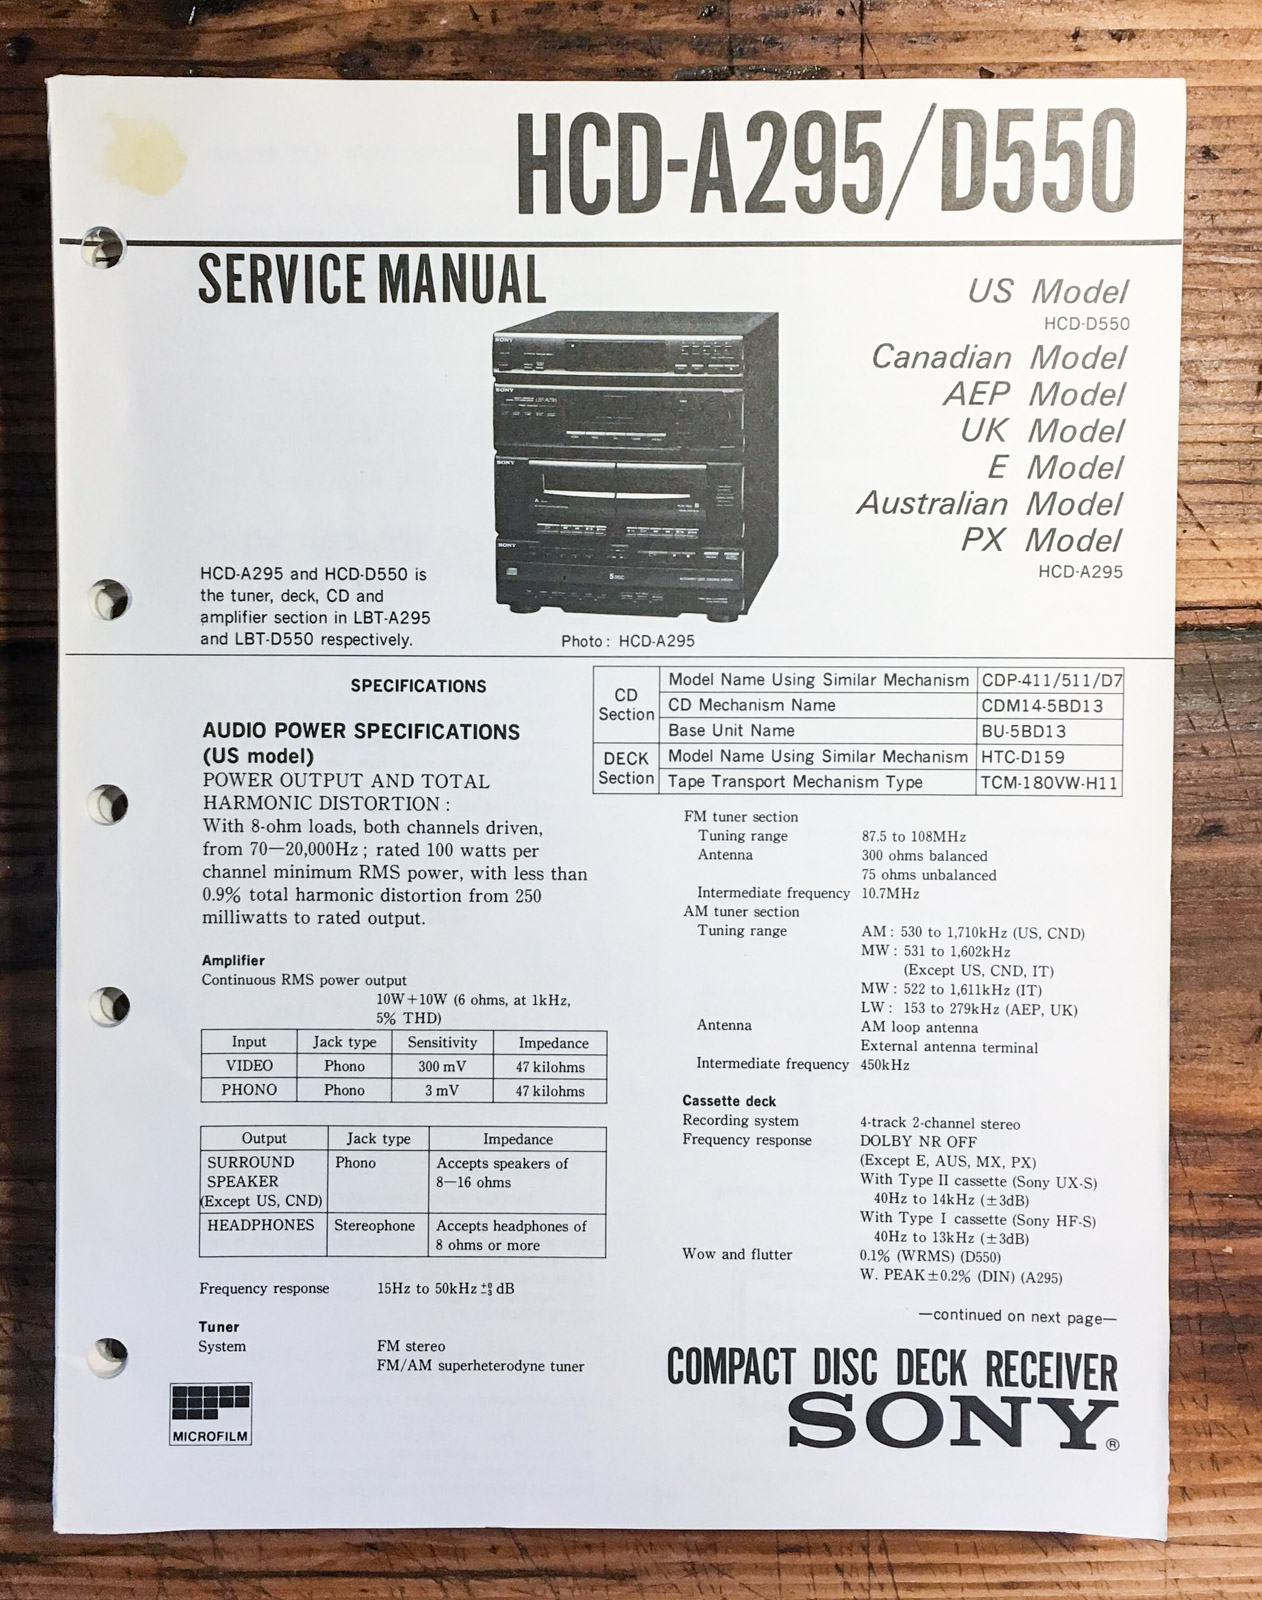 HCD-A295/D550
SERVICE MANUAL
US Model
HCD-D550
Canadian Model
AEP Model
UK Model
E Model
Australian Model
PX Model
HCD-A295
SONY
SONY
LBT-A295
SONY
SONY
5 DISC
HCD-A295 and HCD-D550 is
the tuner, deck, CD and
amplifier section in LBT-A295
and LBT-D550 respectively.
Photo : HCD-A295
SPECIFICATIONS
AUDIO POWER SPECIFICATIONS
(US model)
POWER OUTPUT AND TOTAL
HARMONIC DISTORTION :
With 8-ohm loads, both channels driven,
from 70—20,000Hz ; rated 100 watts per
channel minimum RMS power, with less than
0.9% total harmonic distortion from 250
milliwatts to rated output.
Amplifier
Continuous RMS power output
10W+10W (6 ohms, at 1kHz,
5% THD)
Input Jack type Sensitivity Impedance
VIDEO Phono 300 mV 47 kilohms
PHONO Phono 3 mV 47 kilohms
Output Jack type Impedance
SURROUND Phono Accepts speakers of
SPEAKER 8—16 ohms
(Except US, CND)
HEADPHONES Stereophone Accepts headphones of
8 ohms or more
Frequency response 15Hz to 50kHz dB
Tuner
System FM stereo
FM/AM superheterodyne tuner
MICROFILM
CD Section
Model Name Using Similar Mechanism CDP-411/511/D7
CD Mechanism Name CDM14-5BD13
Base Unit Name BU-5BD13
DECK Section
Model Name Using Similar Mechanism HTC-D159
Tape Transport Mechanism Type TCM-180VW-H11
FM tuner section
Tuning range 87.5 to 108MHz
Antenna 300 ohms balanced
75 ohms unbalanced
Intermediate frequency 10.7MHz
AM tuner section
Tuning range AM : 530 to 1,710kHz (US, CND)
MW : 531 to 1,602kHz
(Except US, CND, IT)
MW : 522 to 1,611kHz (IT)
LW : 153 to 279kHz (AEP, UK)
Antenna AM loop antenna
External antenna terminal
Intermediate frequency 450kHz
Cassette deck
Recording system 4-track 2-channel stereo
Frequency response DOLBY NR OFF
(Except E, AUS, MX, PX)
With Type II cassette (Sony UX-S)
40Hz to 14kHz (±3dB)
With Type I cassette (Sony HF-S)
40Hz to 13kHz (±3dB)
Wow and flutter 0.1% (WRMS) (D550)
W. PEAK±0.2% (DIN) (A295)
—continued on next page—
COMPACT DISC DECK RECEIVER
SONY®